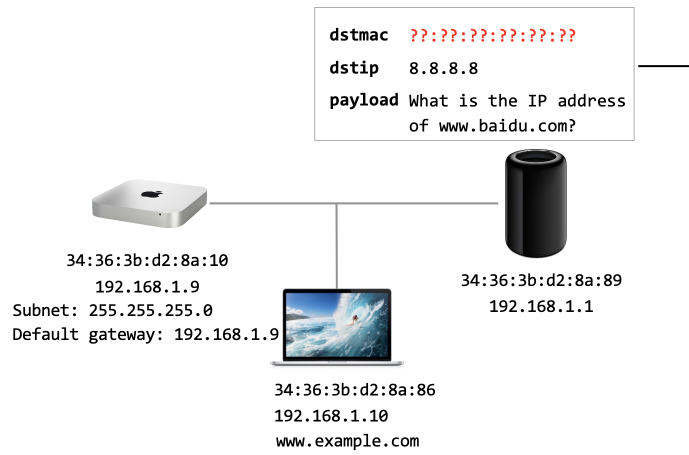 dstmac ??:??:??:??:??:??
dstip 8.8.8.8
payload What is the IP address
of www.baidu.com?
34:36:3b:d2:8a:10
192.168.1.9
Subnet: 255.255.255.0
Default gateway: 192.168.1.9
34:36:3b:d2:8a:89
192.168.1.1
34:36:3b:d2:8a:86
192.168.1.10
www.example.com